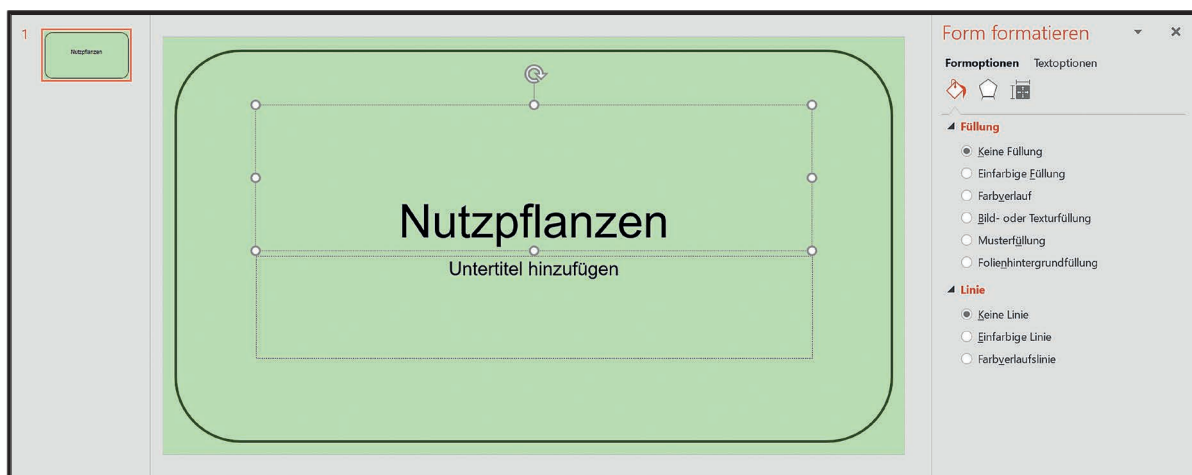 1
Nutzpflanzen
Nutzpflanzen
Untertitel hinzufügen
Form formatieren
Formoptionen Textoptionen
Füllung
Keine Füllung
Einfarbige Füllung
Farbverlauf
Bild- oder Texturfüllung
Musterfüllung
Folienhintergrundfüllung
Linie
Keine Linie
Einfarbige Linie
Farbverlaufslinie